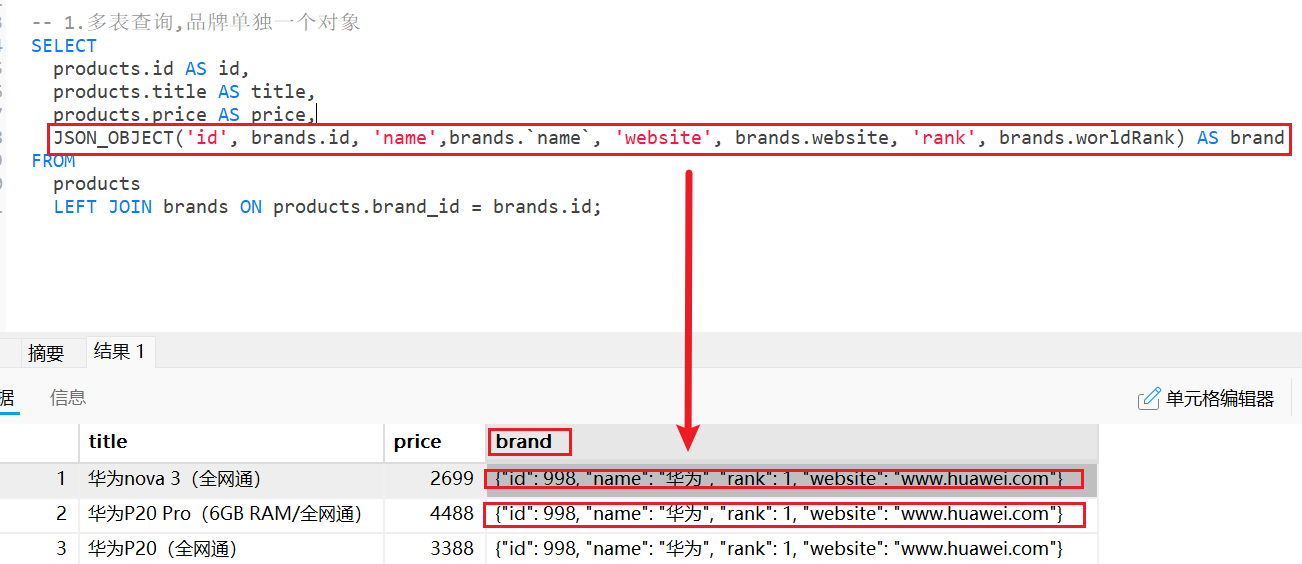 -- 1.多表查询,品牌单独一个对象
SELECT
products.id AS id,
products.title AS title,
products.price AS price,
JSON_OBJECT('id', brands.id, 'name',brands.`name`, 'website', brands.website, 'rank', brands.worldRank) AS brand
FROM
products
LEFT JOIN brands ON products.brand_id = brands.id;
摘要 结果 1
据 信息 单元格编辑器
title price brand
1 华为nova 3（全网通） 2699 {"id": 998, "name": "华为", "rank": 1, "website": "www.huawei.com"}
2 华为P20 Pro（6GB RAM/全网通） 4488 {"id": 998, "name": "华为", "rank": 1, "website": "www.huawei.com"}
3 华为P20（全网通） 3388 {"id": 998, "name": "华为", "rank": 1, "website": "www.huawei.com"}